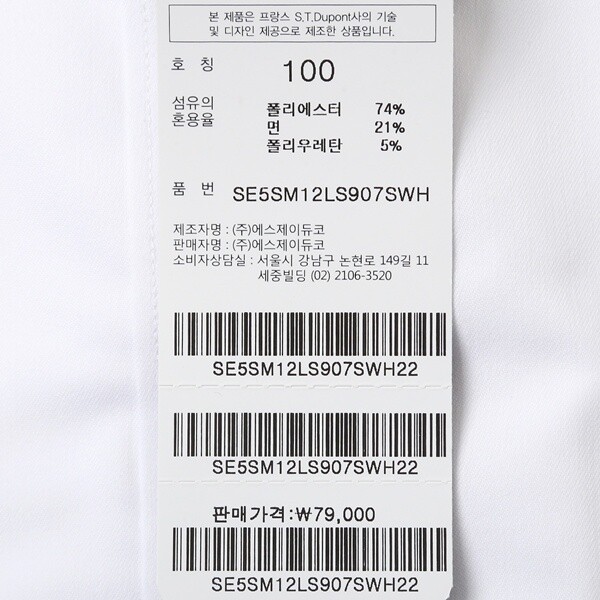 본 제품은 프랑스 S.T.Dupont사의 기술
및 디자인 제공으로 제조한 상품입니다.
호 칭 100
섬유의 혼용율 폴리에스터 74%
면 21%
폴리우레탄 5%
품 번 SE5SM12LS907SWH
제조자명 : (주)에스제이듀코
판매자명 : (주)에스제이듀코
소비자상담실 : 서울시 강남구 논현로 149길 11
세중빌딩 (02) 2106-3520
SE5SM12LS907SWH22
SE5SM12LS907SWH22
판매가격:₩79,000
SE5SM12LS907SWH22